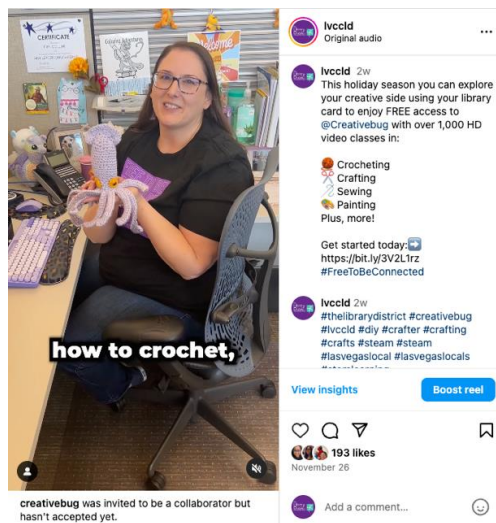 CERTIFICATE
Welcome
how to crochet,
creativebug was invited to be a collaborator but
hasn't accepted yet.
lvccld
Original audio
lvccld 2w
This holiday season you can explore
your creative side using your library
card to enjoy FREE access to
@Creativebug with over 1,000 HD
video classes in:
🧶 Crocheting
✂️ Crafting
🪡 Sewing
🎨 Painting
Plus, more!
Get started today:➡️
https://bit.ly/3V2L1rz
#FreeToBeConnected
lvccld 2w
#thelibrarydistrict #creativebug
#lvccld #diy #crafter #crafting
#crafts #steam #steam
#lasvegaslocal #lasvegaslocals
View insights
Boost reel
193 likes
November 26
Add a comment...